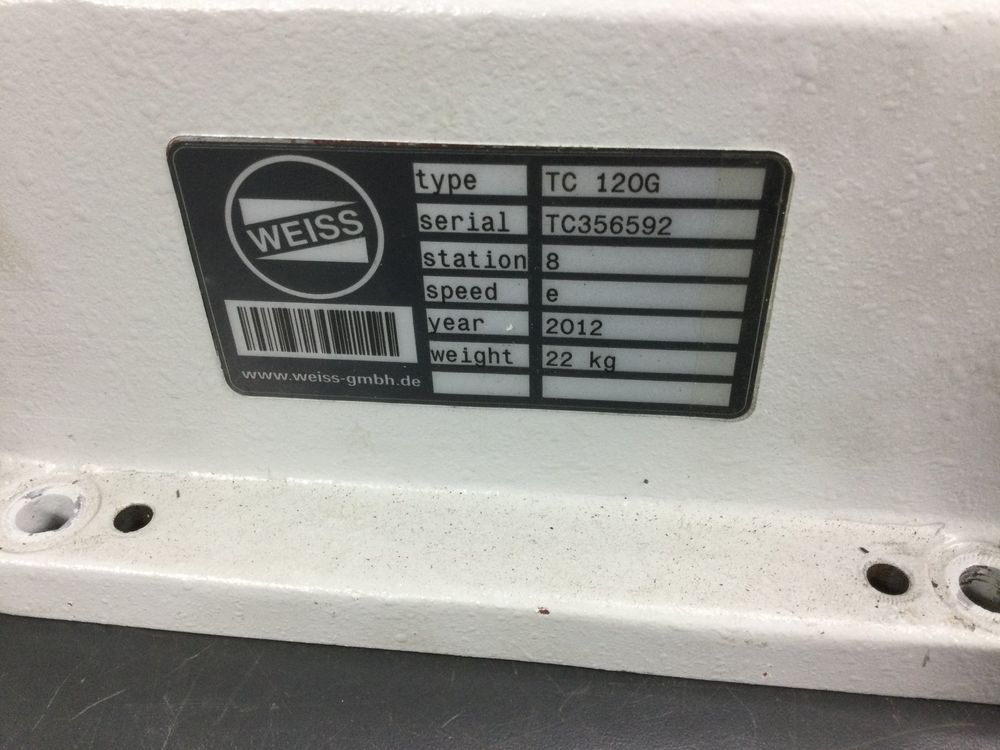 WEISS
www.weiss-gmbh.de
type TC 120G
serial TC356592
station 8
speed e
year 2012
weight 22 kg